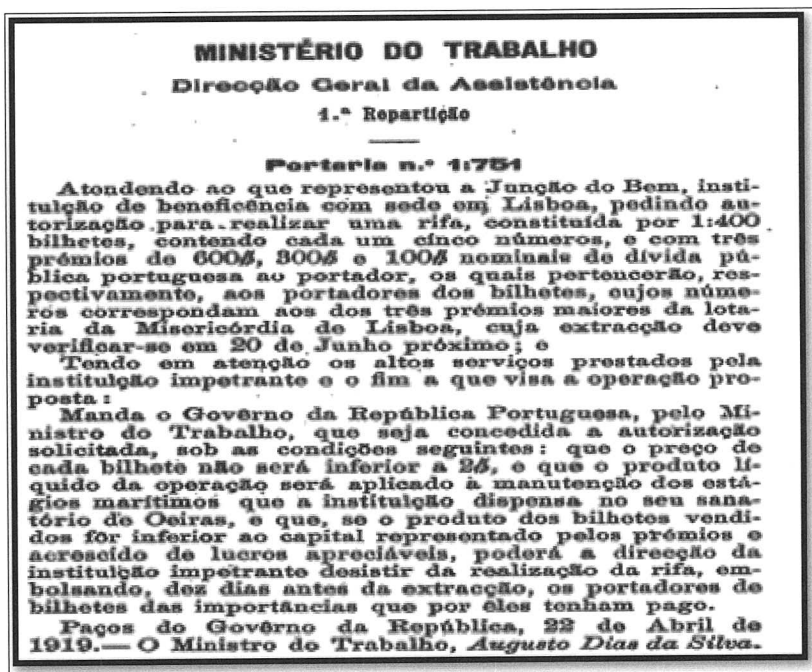 MINISTÉRIO DO TRABALHO
Direcção Geral da Assistência
1.ª Repartição
Portaria n.º 1:751
Atendendo ao que representou a Junção do Bem, insti-
tuição de beneficência com sede em Lisboa, pedindo au-
torização para realizar uma rifa, constituída por 1:400
bilhetes, contendo cada um cinco números, e com três
prémios de 600$, 300$ e 100$ nominais de dívida pú-
blica portuguesa ao portador, os quais pertencerão, res-
pectivamente, aos portadores dos bilhetes, cujos núme-
ros correspondam aos dos três prémios maiores da lota-
ria da Misericórdia de Lisboa, cuja extracção deve
verificar-se em 20 de Junho próximo; e
Tendo em atenção os altos serviços prestados pela
instituição impetrante e o fim a que visa a operação pro-
posta:
Manda o Govêrno da República Portuguesa, pelo Mi-
nistro do Trabalho, que seja concedida a autorização
solicitada, sob as condições seguintes: que o preço de
cada bilhete não será inferior a 2$, e que o produto lí-
quido da operação será aplicado à manutenção dos está-
gios marítimos que a instituição dispensa no seu sana-
tório de Oeiras, e que, se o produto dos bilhetes vendi-
dos fôr inferior ao capital representado pelos prémios e
acrescido de lucros apreciáveis, poderá a direcção da
instituição impetrante desistir da realização da rifa, em-
bolsando, dez dias antes da extracção, os portadores de
bilhetes das importâncias que por êles tenham pago.
Paços do Govêrno da República, 22 de Abril de
1919.— O Ministro do Trabalho, Augusto Dias da Silva.